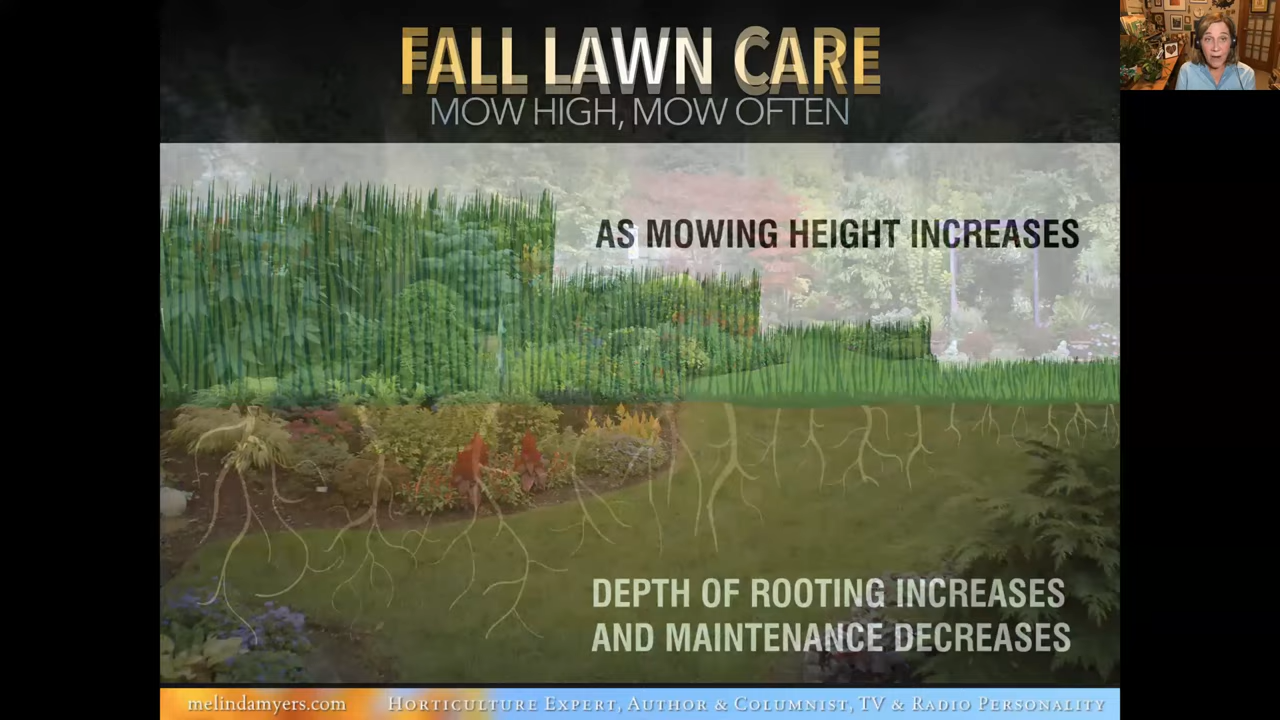 FALL LAWN CARE
MOW HIGH, MOW OFTEN
AS MOWING HEIGHT INCREASES
DEPTH OF ROOTING INCREASES
AND MAINTENANCE DECREASES
melindamyers.com HORTICULTURE EXPERT, AUTHOR & COLUMNIST, TV & RADIO PERSONALITY